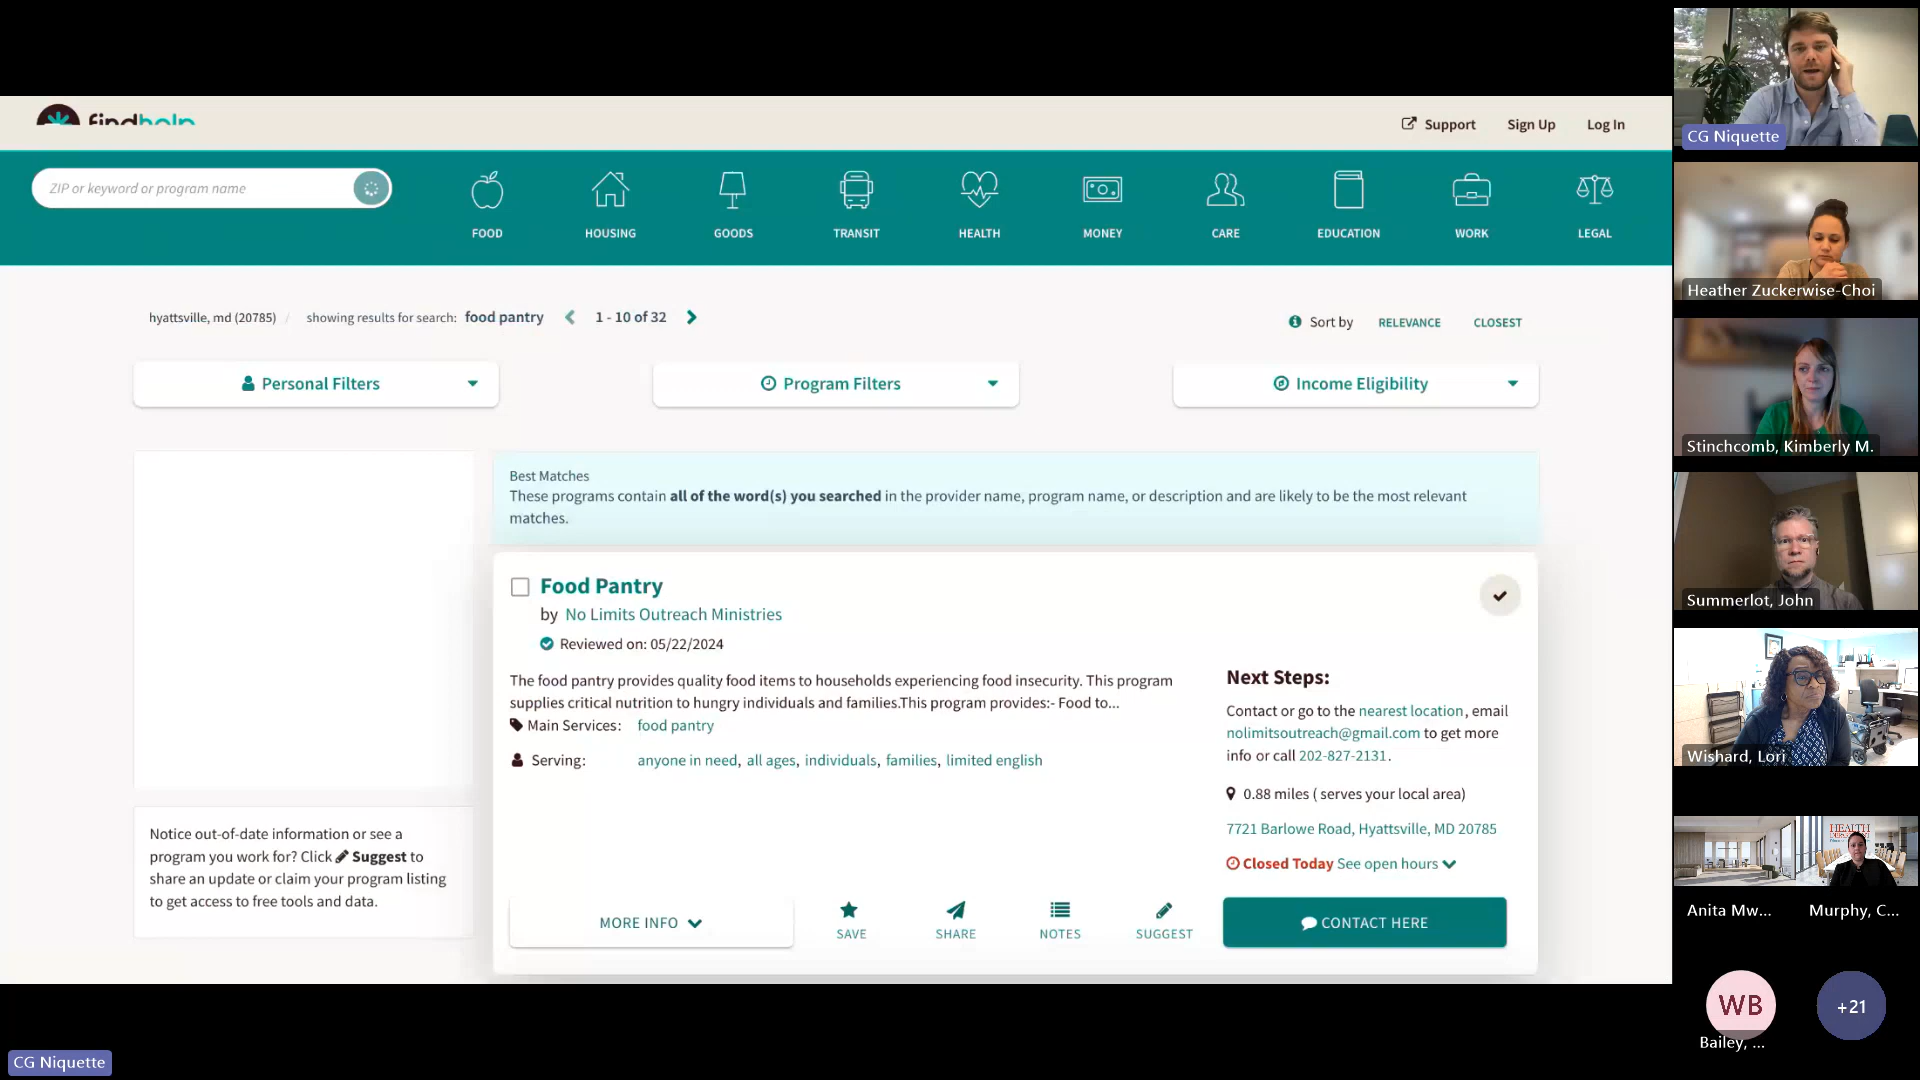 findhelp
Support Sign Up Log In
ZIP or keyword or program name
FOOD HOUSING GOODS TRANSIT HEALTH MONEY CARE EDUCATION WORK LEGAL
hyattsville, md (20785) / showing results for search: food pantry 1 - 10 of 32
Sort by RELEVANCE CLOSEST
Personal Filters
Program Filters
Income Eligibility
Best Matches
These programs contain all of the word(s) you searched in the provider name, program name, or description and are likely to be the most relevant
matches.
Food Pantry
by No Limits Outreach Ministries
Reviewed on: 05/22/2024
The food pantry provides quality food items to households experiencing food insecurity. This program
supplies critical nutrition to hungry individuals and families.This program provides:- Food to...
Main Services: food pantry
Serving: anyone in need, all ages, individuals, families, limited english
Next Steps:
Contact or go to the nearest location, email
nolimitsoutreach@gmail.com to get more
info or call 202-827-2131.
0.88 miles ( serves your local area)
7721 Barlowe Road, Hyattsville, MD 20785
Closed Today See open hours
MORE INFO
SAVE
SHARE
NOTES
SUGGEST
CONTACT HERE
Notice out-of-date information or see a
program you work for? Click Suggest to
share an update or claim your program listing
to get access to free tools and data.
CG Niquette
CG Niquette
Heather Zuckerwise-Choi
Stinchcomb, Kimberly M.
Summerlot, John
Wishard, Lori
HEALTH
Anita Mw...
Murphy, C...
WB
Bailey, ...
+21